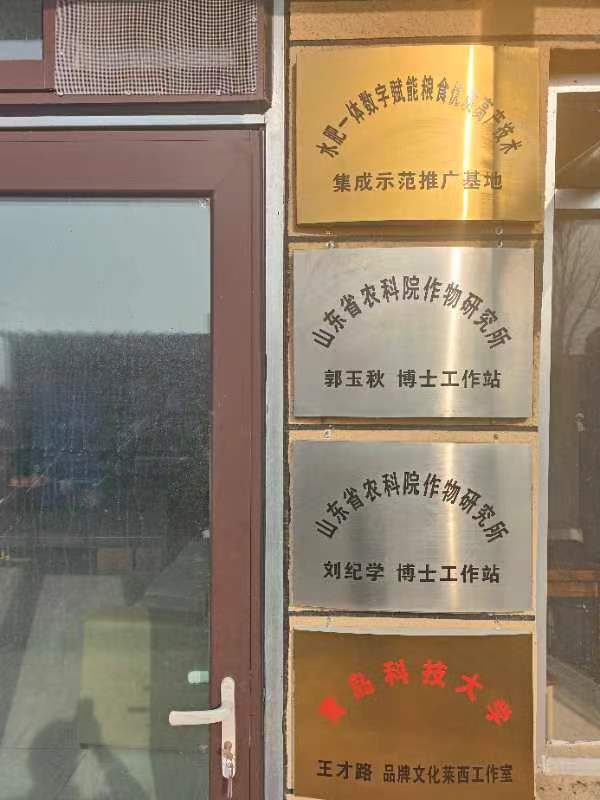 水肥一体数字赋能粮食优质高产技术
集成示范推广基地
山东省农科院作物研究所
郭玉秋 博士工作站
山东省农科院作物研究所
刘纪学 博士工作站
青岛科技大学
王才路 品牌文化莱西工作室